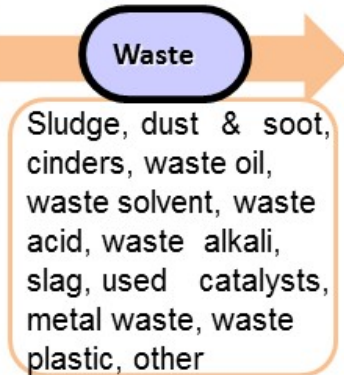 Waste
Sludge, dust & soot,
cinders, waste oil,
waste solvent, waste
acid, waste alkali,
slag, used catalysts,
metal waste, waste
plastic, other